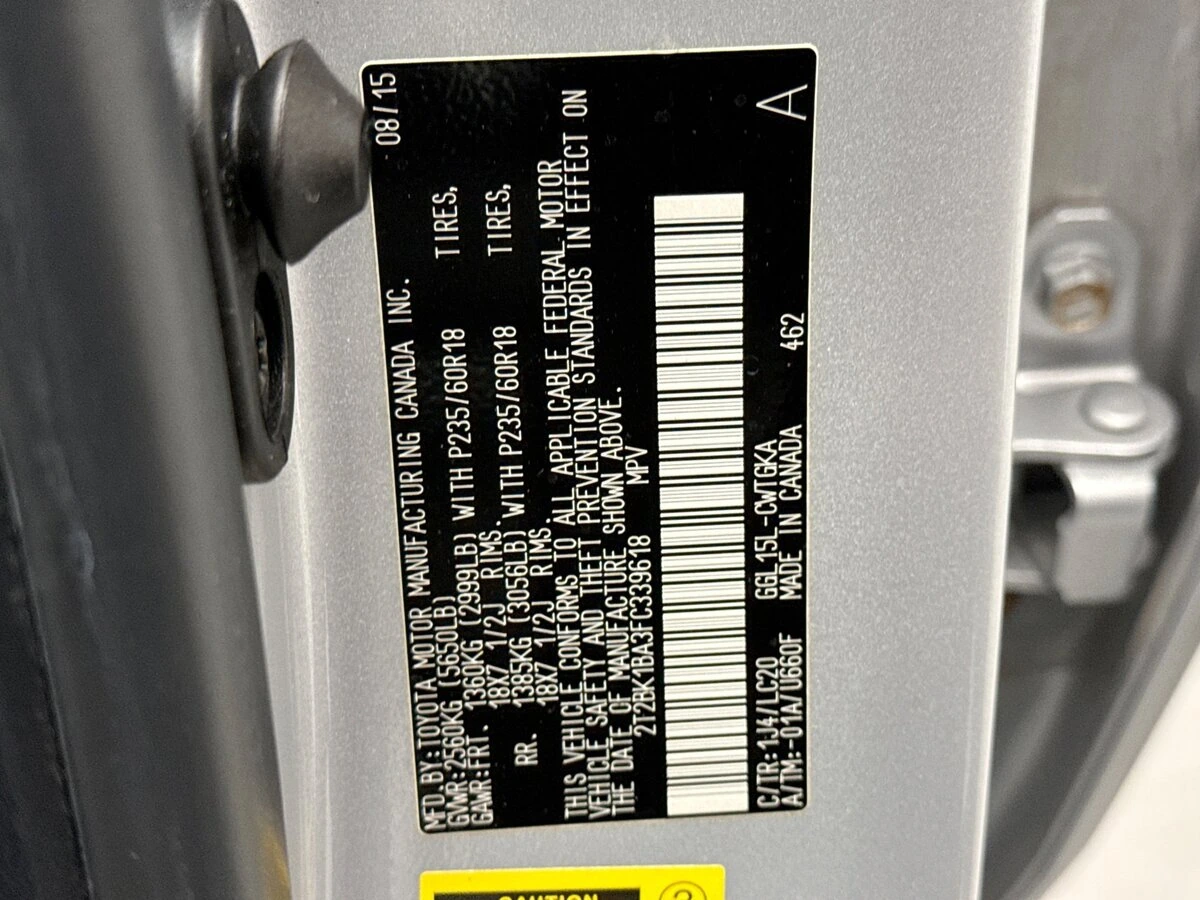 MFD.BY:TOYOTA MOTOR MANUFACTURING CANADA INC. 08/15
GVWR:2560KG (5650LB)
GAWR:FRT. 1360KG (2999LB) WITH P235/60R18 TIRES,
18X7 1/2J RIMS.
RR. 1385KG (3056LB) WITH P235/60R18 TIRES,
18X7 1/2J RIMS.
THIS VEHICLE CONFORMS TO ALL APPLICABLE FEDERAL MOTOR
VEHICLE SAFETY AND THEFT PREVENTION STANDARDS IN EFFECT ON
THE DATE OF MANUFACTURE SHOWN ABOVE.
2T2BK1BA3FC339618 MPV
C/TR:1J4/LC20 GGL15L-CWTGKA
A/TM:-01A/U660F MADE IN CANADA 462 A
CAUTION